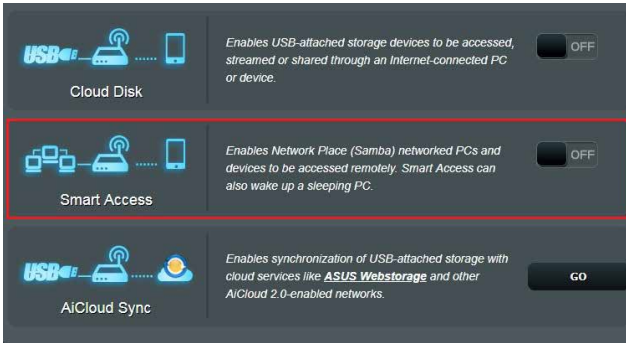 USB
Cloud Disk
Enables USB-attached storage devices to be accessed,
streamed or shared through an Internet-connected PC
or device.
OFF
Smart Access
Enables Network Place (Samba) networked PCs and
devices to be accessed remotely. Smart Access can
also wake up a sleeping PC.
OFF
USB
AiCloud Sync
Enables synchronization of USB-attached storage with
cloud services like ASUS Webstorage and other
AiCloud 2.0-enabled networks.
GO